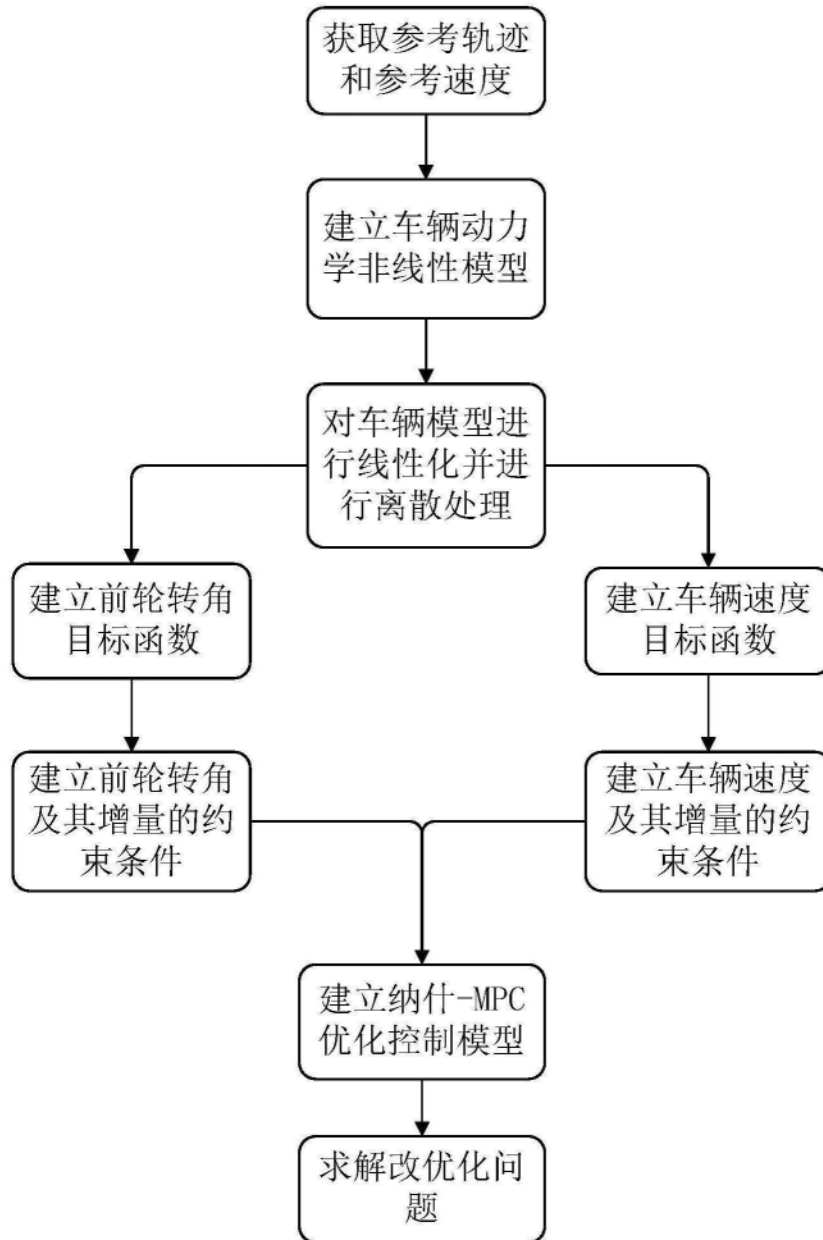 获取参考轨迹
和参考速度
建立车辆动力
学非线性模型
对车辆模型进
行线性化并进
行离散处理
建立前轮转角
目标函数
建立车辆速度
目标函数
建立前轮转角
及其增量的约
束条件
建立车辆速度
及其增量的约
束条件
建立纳什-MPC
优化控制模型
求解改优化问
题